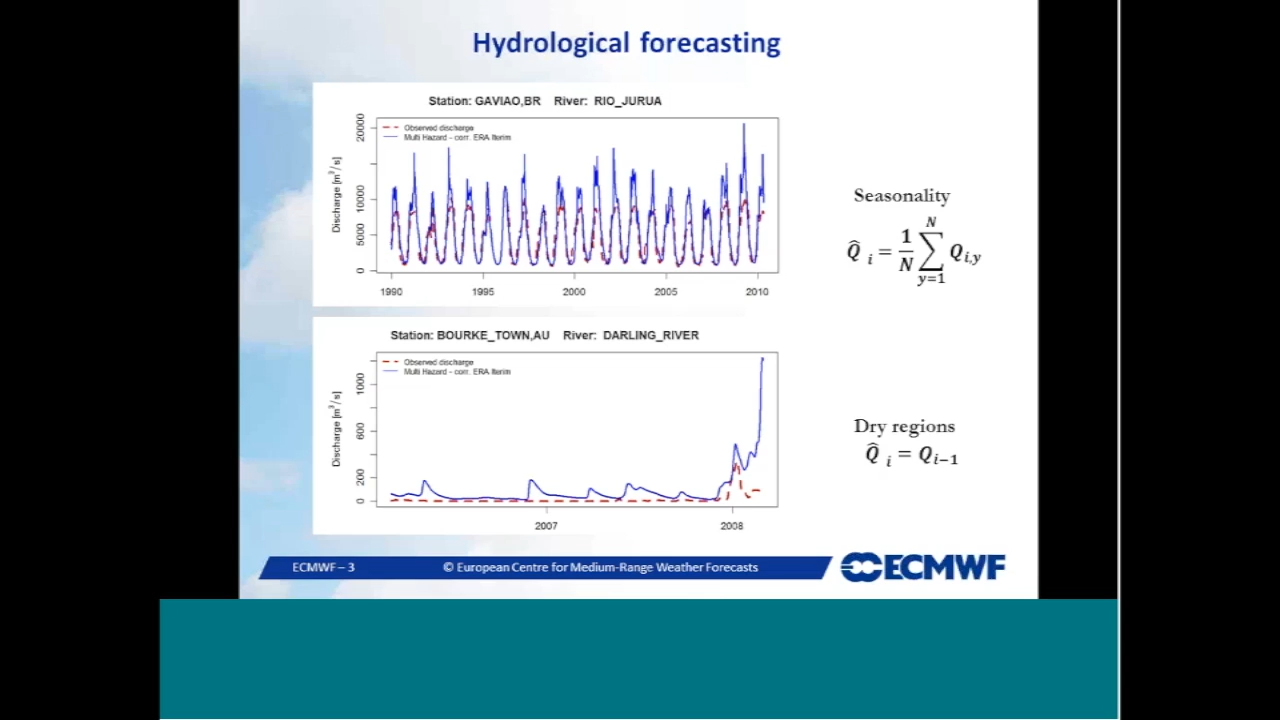 Hydrological forecasting
Station: GAVIAO,BR River: RIO_JURUA
Observed discharge
Multi Hazard - corr. ERA Iterim
Discharge [m³/s]
20000
10000
5000
0
1990 1995 2000 2005 2010
Seasonality
Q̂ i = 1/N ∑ N y=1 Qi,y
Station: BOURKE_TOWN,AU River: DARLING_RIVER
Observed discharge
Multi Hazard - corr. ERA Iterim
Discharge [m³/s]
1000
600
200
0
2007 2008
Dry regions
Q̂ i = Qi−1
ECMWF – 3 © European Centre for Medium-Range Weather Forecasts
ECMWF